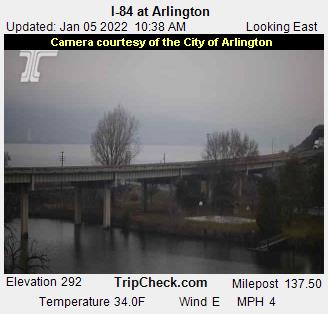 I-84 at Arlington
Updated: Jan 05 2022 10:38 AM Looking East
Camera courtesy of the City of Arlington
Elevation 292 TripCheck.com Milepost 137.50
Temperature 34.0F Wind E MPH 4